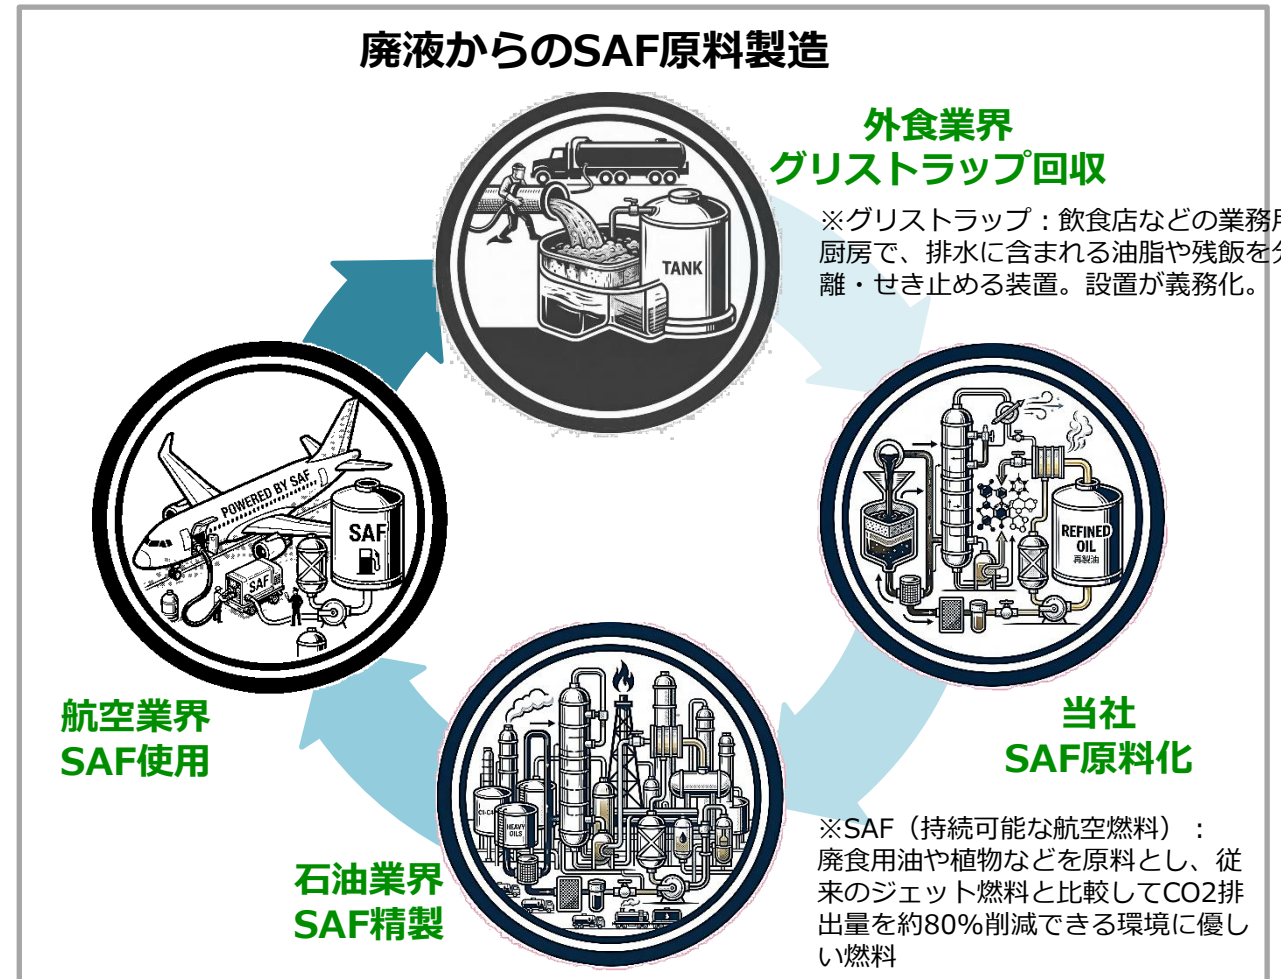 廃液からのSAF原料製造
外食業界
グリストラップ回収
※グリストラップ：飲食店などの業務用
厨房で、排水に含まれる油脂や残飯を分
離・せき止める装置。設置が義務化。
TANK
POWERED BY SAF
SAF
SAF
REFINED
OIL
再製油
航空業界
SAF使用
当社
SAF原料化
HEAVY
OILS
石油業界
SAF精製
※SAF（持続可能な航空燃料）：
廃食用油や植物などを原料とし、従
来のジェット燃料と比較してCO2排
出量を約80%削減できる環境に優し
い燃料